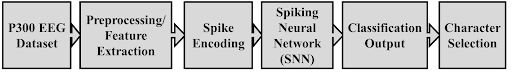 P300 EEG
Dataset
Preprocessing/
Feature
Extraction
Spike
Encoding
Spiking
Neural
Network
(SNN)
Classification
Output
Character
Selection